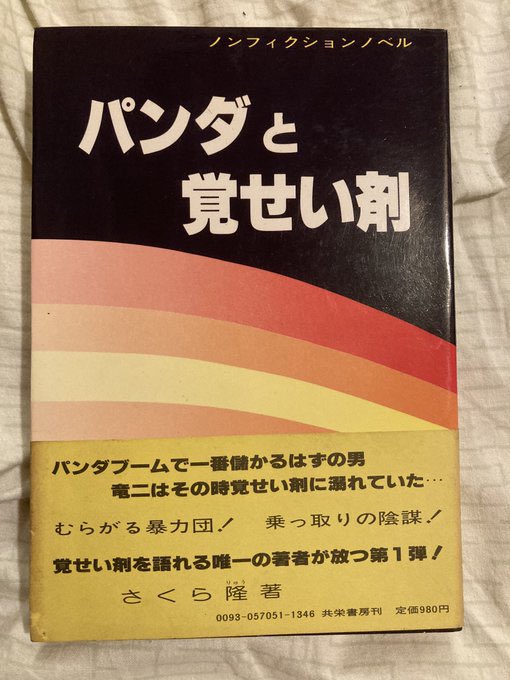 ノンフィクションノベル
パンダと
覚せい剤
パンダブームで一番儲かるはずの男
竜二はその時覚せい剤に溺れていた…
むらがる暴力団! 乗っ取りの陰謀!
覚せい剤を語れる唯一の著者が放つ第1弾!
りゅう
さくら隆著
0093-057051-1346 共栄書房刊 定価980円